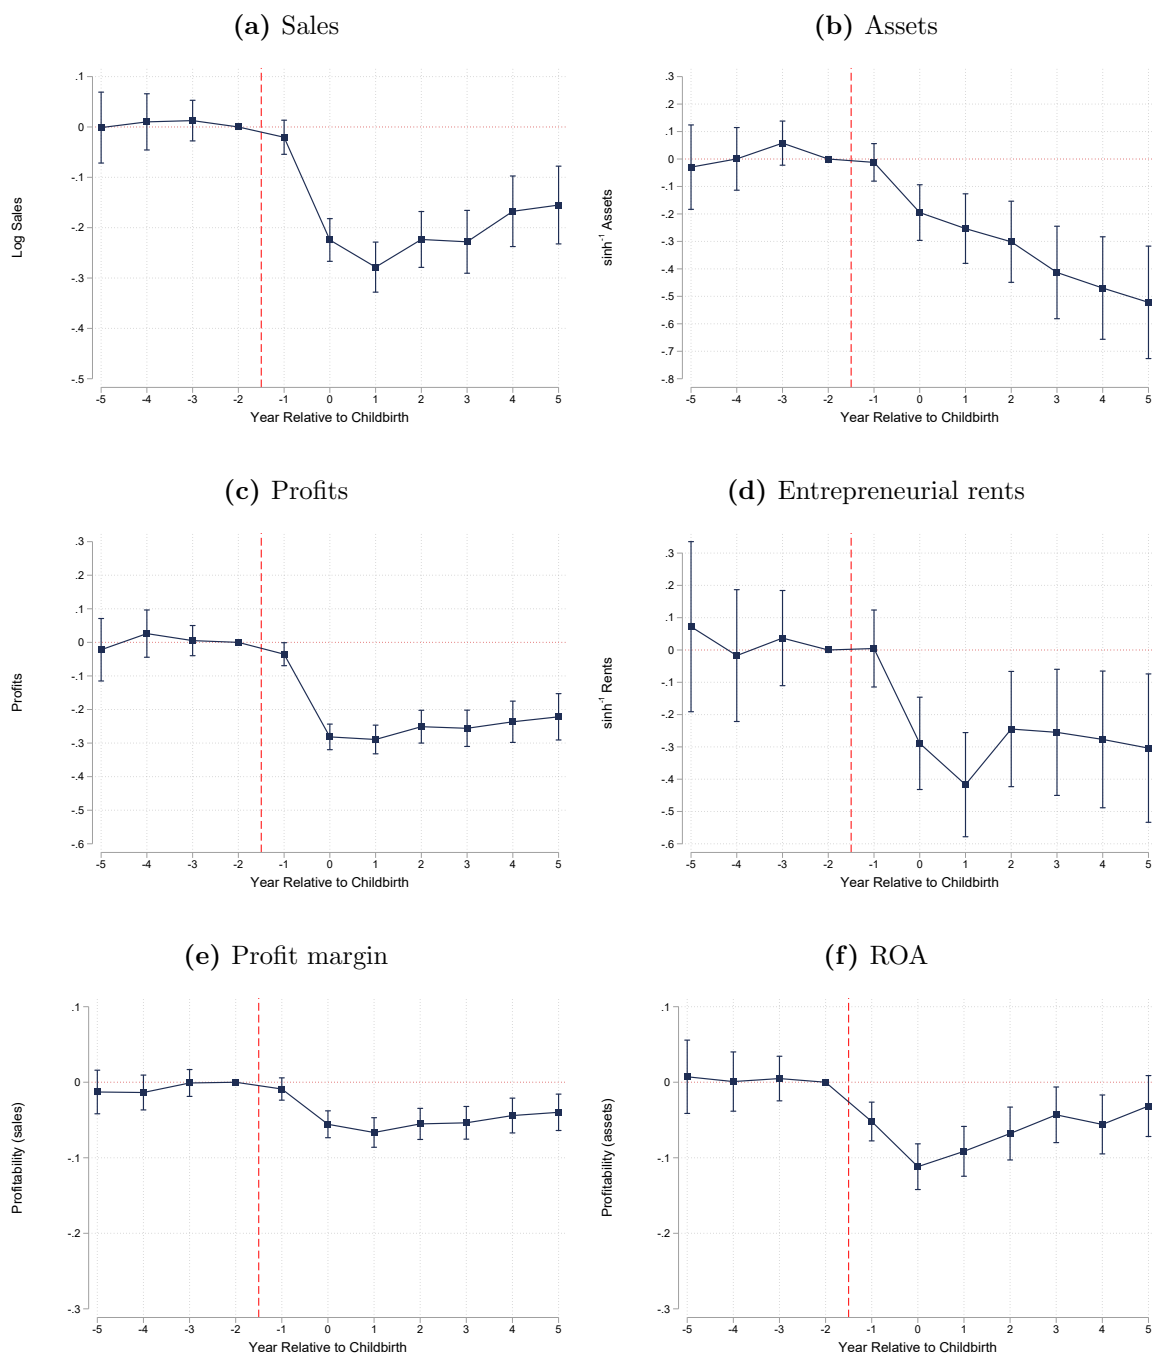 (a) Sales
.1
0
-.1
-.2
-.3
-.4
-.5
Log Sales
-5 -4 -3 -2 -1 0 1 2 3 4 5
Year Relative to Childbirth
(b) Assets
.3
.2
.1
0
-.1
-.2
-.3
-.4
-.5
-.6
-.7
-.8
sinh⁻¹ Assets
-5 -4 -3 -2 -1 0 1 2 3 4 5
Year Relative to Childbirth
(c) Profits
.3
.2
.1
0
-.1
-.2
-.3
-.4
-.5
-.6
Profits
-5 -4 -3 -2 -1 0 1 2 3 4 5
Year Relative to Childbirth
(d) Entrepreneurial rents
.3
.2
.1
0
-.1
-.2
-.3
-.4
-.5
-.6
sinh⁻¹ Rents
-5 -4 -3 -2 -1 0 1 2 3 4 5
Year Relative to Childbirth
(e) Profit margin
.1
0
-.1
-.2
-.3
Profitability (sales)
-5 -4 -3 -2 -1 0 1 2 3 4 5
Year Relative to Childbirth
(f) ROA
.1
0
-.1
-.2
-.3
Profitability (assets)
-5 -4 -3 -2 -1 0 1 2 3 4 5
Year Relative to Childbirth